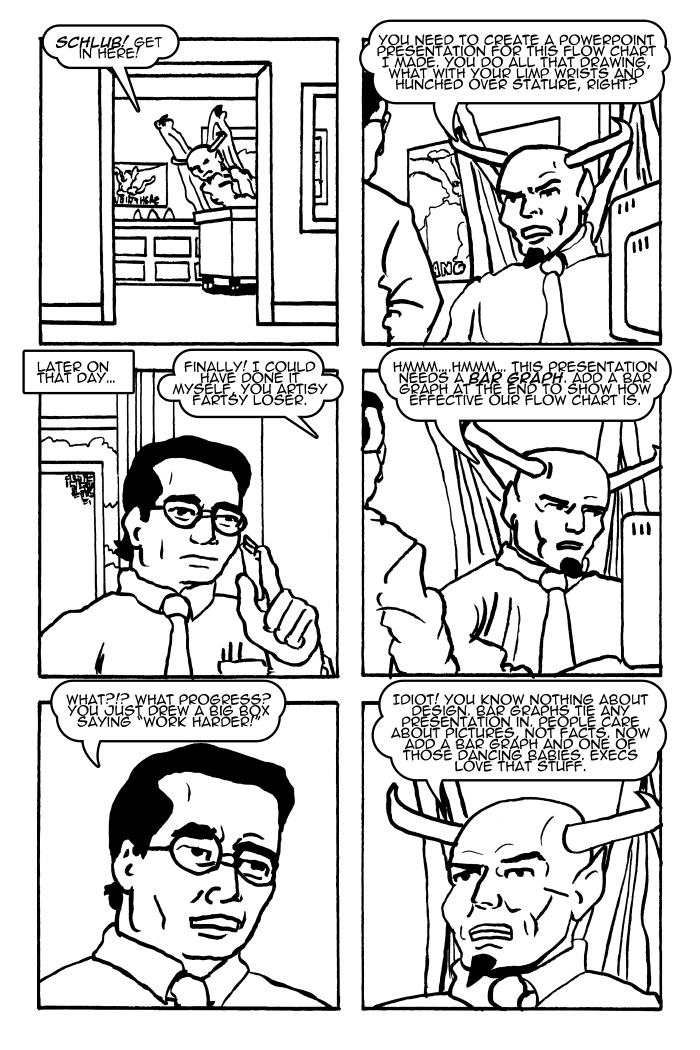 SCHLUB! GET
IN HERE!
YOU NEED TO CREATE A POWERPOINT
PRESENTATION FOR THIS FLOW CHART
I MADE. YOU DO ALL THAT DRAWING,
WHAT WITH YOUR LIMP WRISTS AND
HUNCHED OVER STATURE, RIGHT?
ANO
LATER ON
THAT DAY...
FINALLY! I COULD
HAVE DONE IT
MYSELF, YOU ARTISY
FARTSY LOSER.
HMMM....HMMM... THIS PRESENTATION
NEEDS A BAR GRAPH. ADD A BAR
GRAPH AT THE END TO SHOW HOW
EFFECTIVE OUR FLOW CHART IS.
WHAT?!? WHAT PROGRESS?
YOU JUST DREW A BIG BOX
SAYING "WORK HARDER!"
IDIOT! YOU KNOW NOTHING ABOUT
DESIGN. BAR GRAPHS TIE ANY
PRESENTATION IN. PEOPLE CARE
ABOUT PICTURES, NOT FACTS. NOW
ADD A BAR GRAPH AND ONE OF
THOSE DANCING BABIES. EXECS
LOVE THAT STUFF.